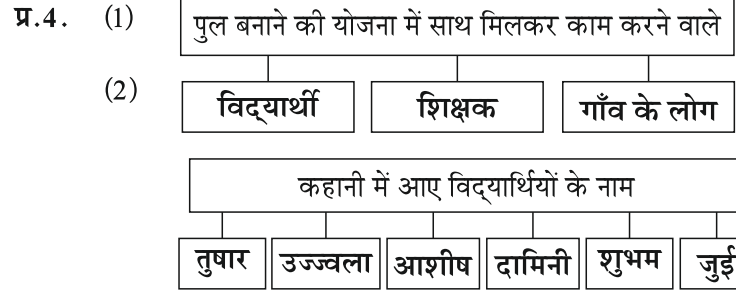 प्र.4. (1) पुल बनाने की योजना में साथ मिलकर काम करने वाले
(2) विद्‌यार्थी शिक्षक गाँव के लोग
कहानी में आए विद्‌यार्थियों के नाम
तुषार उज्ज्वला आशीष दामिनी शुभम जुई